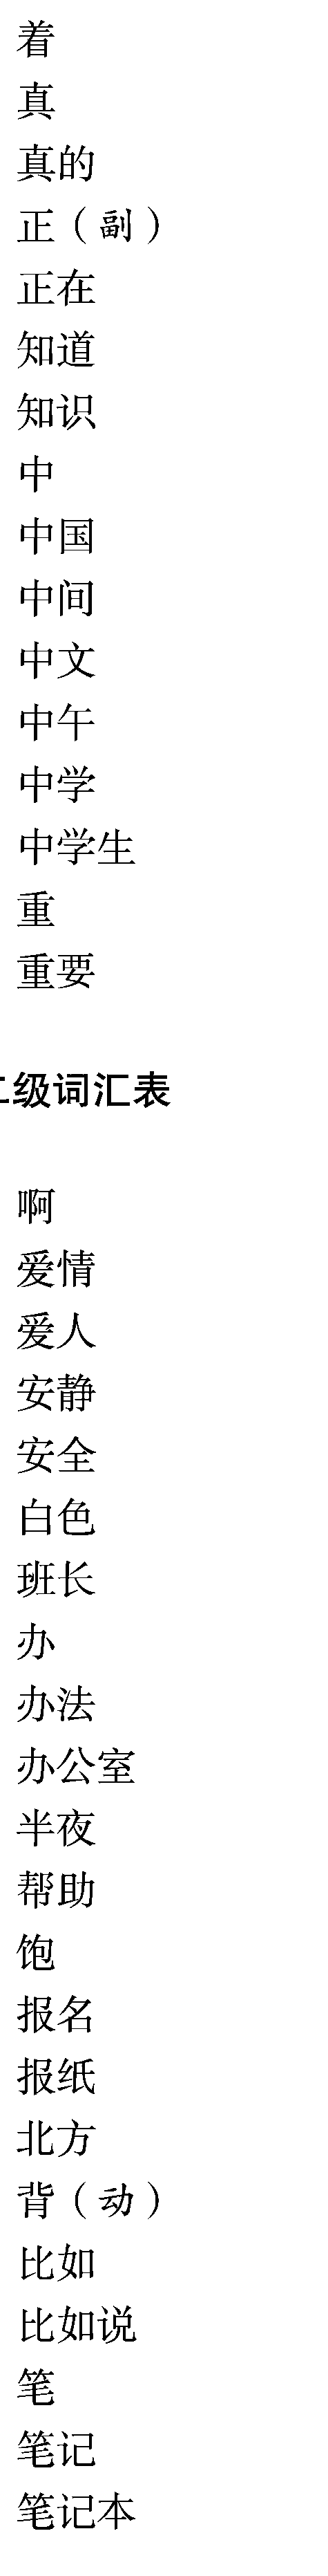 着
真
真的
正（副）
正在
知道
知识
中
中国
中间
中文
中午
中学
中学生
重
重要
级词汇表
啊
爱情
爱人
安静
安全
白色
班长
办
办法
办公室
半夜
帮助
饱
报名
报纸
北方
背（动）
比如
比如说
笔
笔记
笔记本